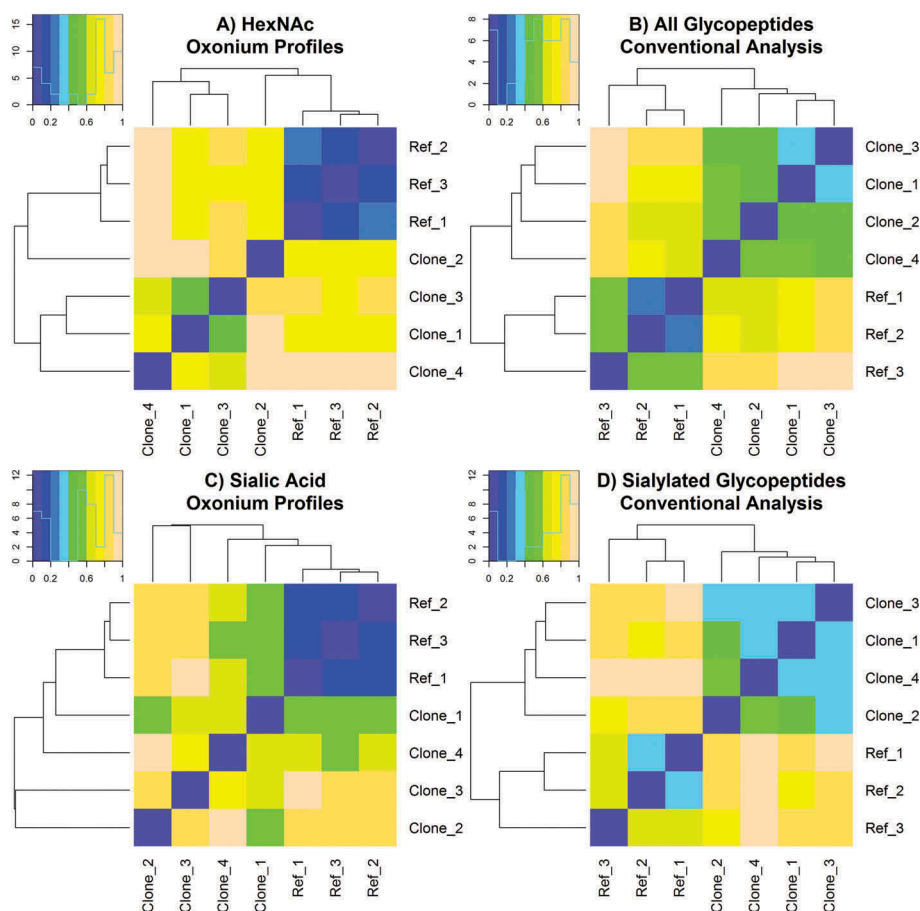 A) HexNAc
Oxonium Profiles
15
10
5
0
0 0.2 0.6 1
Ref_2
Ref_3
Ref_1
Clone_2
Clone_3
Clone_1
Clone_4
Clone_4 Clone_1 Clone_3 Clone_2 Ref_1 Ref_3 Ref_2
B) All Glycopeptides
Conventional Analysis
8
6
4
2
0
0 0.2 0.6 1
Clone_3
Clone_1
Clone_2
Clone_4
Ref_1
Ref_2
Ref_3
Ref_3 Ref_2 Ref_1 Clone_4 Clone_2 Clone_1 Clone_3
C) Sialic Acid
Oxonium Profiles
12
8
6
4
2
0
0 0.2 0.6 1
Ref_2
Ref_3
Ref_1
Clone_1
Clone_4
Clone_3
Clone_2
Clone_2 Clone_3 Clone_4 Clone_1 Ref_1 Ref_3 Ref_2
D) Sialylated Glycopeptides
Conventional Analysis
12
8
6
4
2
0
0 0.2 0.6 1
Clone_3
Clone_1
Clone_4
Clone_2
Ref_1
Ref_2
Ref_3
Ref_3 Ref_2 Ref_1 Clone_2 Clone_4 Clone_1 Clone_3